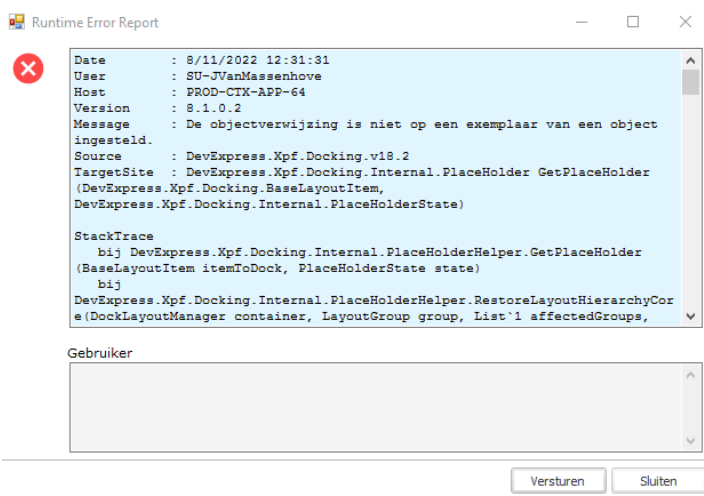 Runtime Error Report
Date : 8/11/2022 12:31:31
User : SU-JVanMassenhove
Host : PROD-CTX-APP-64
Version : 8.1.0.2
Message : De objectverwijzing is niet op een exemplaar van een object
ingesteld.
Source : DevExpress.Xpf.Docking.v18.2
TargetSite : DevExpress.Xpf.Docking.Internal.PlaceHolder GetPlaceHolder
(DevExpress.Xpf.Docking.BaseLayoutItem,
DevExpress.Xpf.Docking.Internal.PlaceHolderState)
StackTrace
bij DevExpress.Xpf.Docking.Internal.PlaceHolderHelper.GetPlaceHolder
(BaseLayoutItem itemToDock, PlaceHolderState state)
bij
DevExpress.Xpf.Docking.Internal.PlaceHolderHelper.RestoreLayoutHierarchyCor
e(DockLayoutManager container, LayoutGroup group, List`1 affectedGroups,
Gebruiker
Versturen
Sluiten